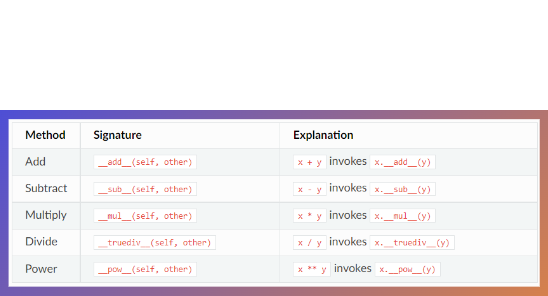 Method Signature Explanation
Add __add__(self, other) x + y invokes x.__add__(y)
Subtract __sub__(self, other) x - y invokes x.__sub__(y)
Multiply __mul__(self, other) x * y invokes x.__mul__(y)
Divide __truediv__(self, other) x / y invokes x.__truediv__(y)
Power __pow__(self, other) x ** y invokes x.__pow__(y)